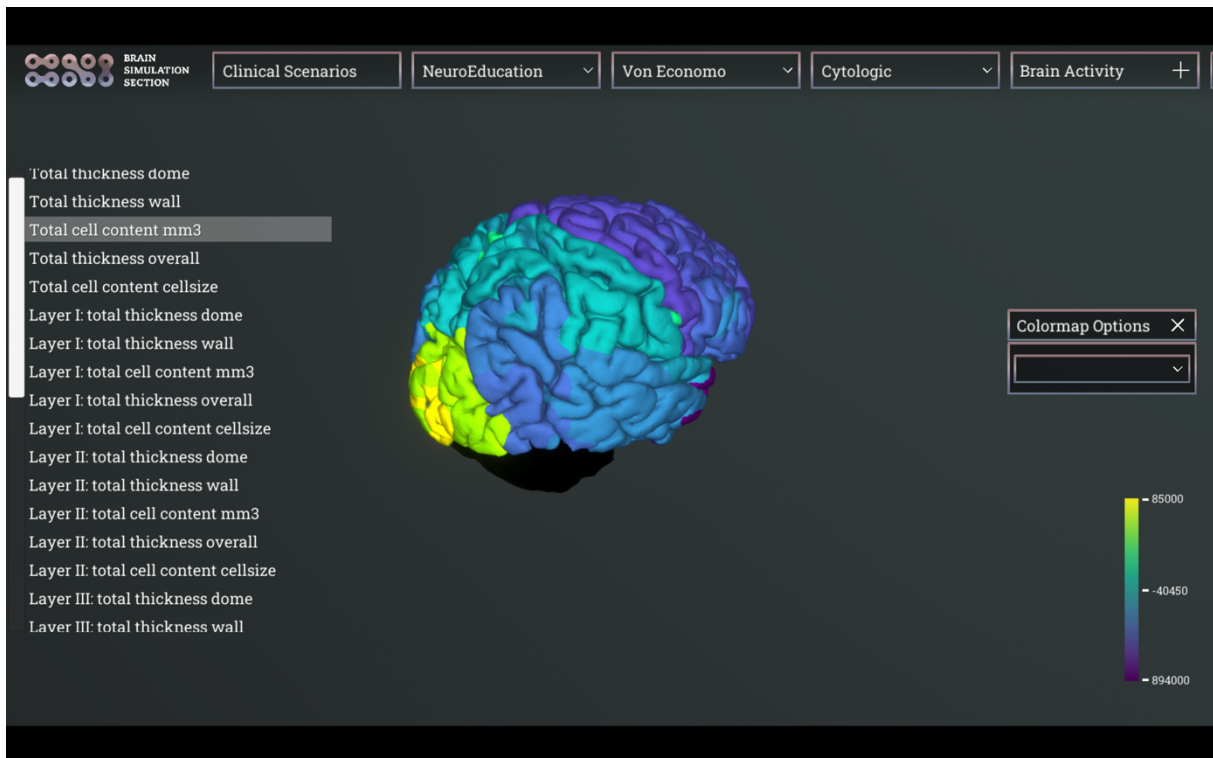 BRAIN
SIMULATION
SECTION
Clinical Scenarios
NeuroEducation
Von Economo
Cytologic
Brain Activity
Total thickness dome
Total thickness wall
Total cell content mm3
Total thickness overall
Total cell content cellsize
Layer I: total thickness dome
Layer I: total thickness wall
Layer I: total cell content mm3
Layer I: total thickness overall
Layer I: total cell content cellsize
Layer II: total thickness dome
Layer II: total thickness wall
Layer II: total cell content mm3
Layer II: total thickness overall
Layer II: total cell content cellsize
Layer III: total thickness dome
Layer III: total thickness wall
Colormap Options
85000
-40450
894000